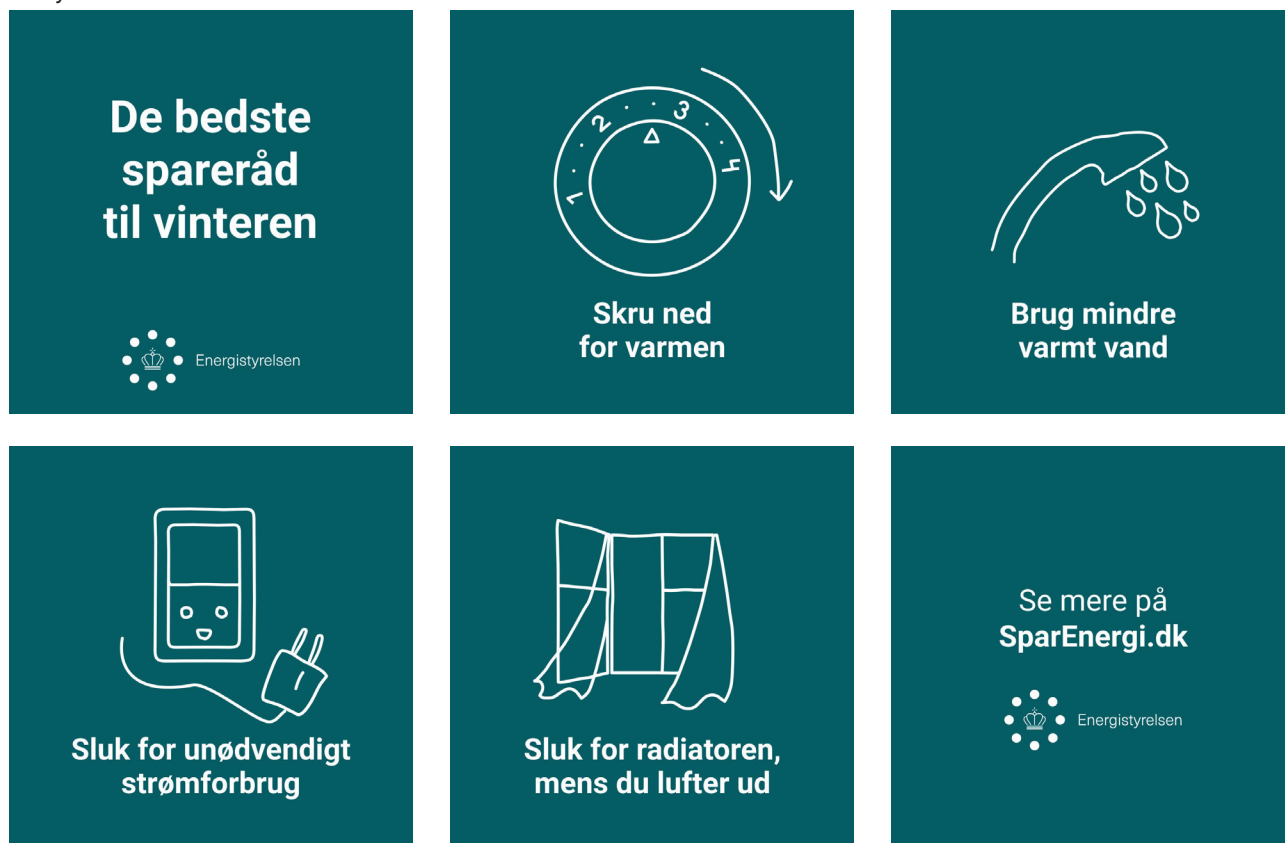 De bedste
spareråd
til vinteren
Energistyrelsen
1 · · 2 · · 3 · · 4
Skru ned
for varmen
Brug mindre
varmt vand
Sluk for unødvendigt
strømforbrug
Sluk for radiatoren,
mens du lufter ud
Se mere på
SparEnergi.dk
Energistyrelsen